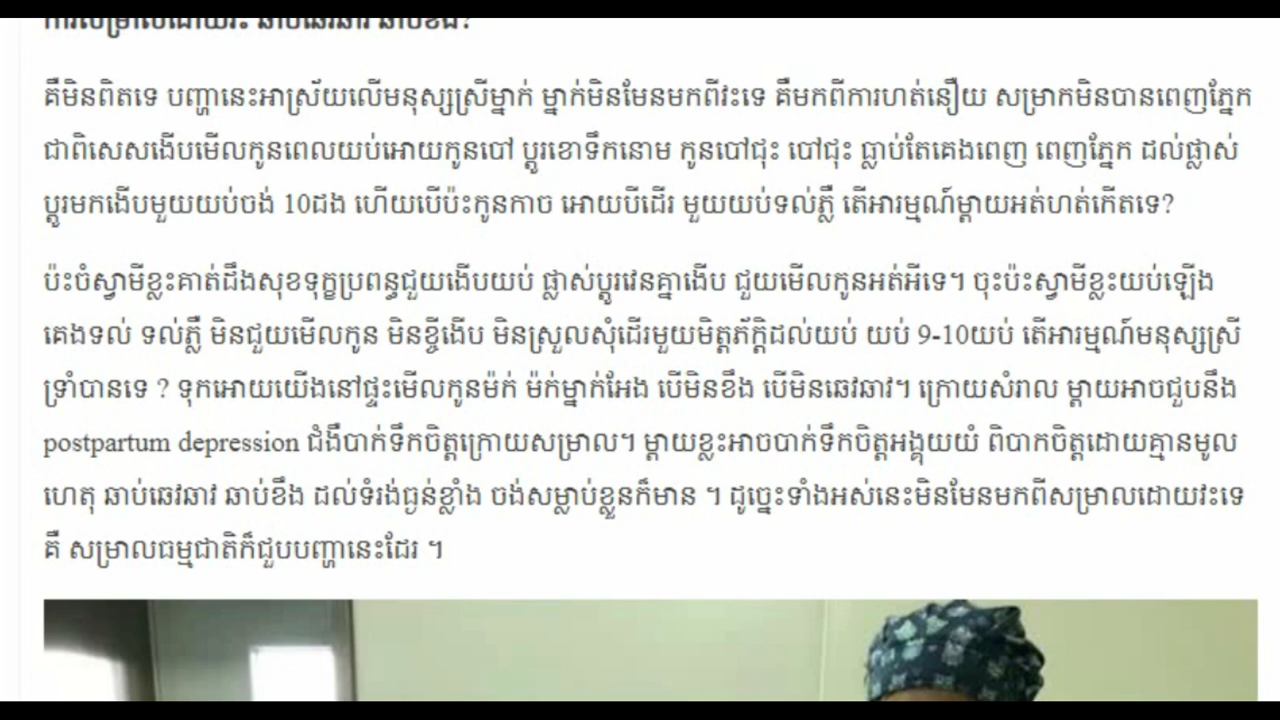 ការសម្រាលដោយវះ ឆាប់ឆេវឆាវ ឆាប់ខឹង?
គឺមិនពិតទេ បញ្ហានេះអាស្រ័យលើមនុស្សស្រីម្នាក់ ម្នាក់មិនមែនមកពីវះទេ គឺមកពីការហត់នឿយ សម្រាកមិនបានពេញភ្នែក
ជាពិសេសងើបមើលកូនពេលយប់អោយកូនបៅ ប្តូរខោទឹកនោម កូនបៅជុះ បៅជុះ ធ្លាប់តែគេងពេញ ពេញភ្នែក ដល់ផ្លាស់
ប្តូរមកងើបមួយយប់ចង់ 10ដង ហើយបើប៉ះកូនកាច អោយបីដើរ មួយយប់ទល់ភ្លឺ តើអារម្មណ៍ម្តាយអត់ហត់កើតទេ?
ប៉ះចំស្វាមីខ្លះគាត់ដឹងសុខទុក្ខប្រពន្ធជួយងើបយប់ ផ្លាស់ប្តូរវេនគ្នាងើប ជួយមើលកូនអត់អីទេ។ ចុះប៉ះស្វាមីខ្លះយប់ឡើង
គេងទល់ ទល់ភ្លឺ មិនជួយមើលកូន មិនខ្ចីងើប មិនស្រួលសុំដើរមួយមិត្តភ័ក្តិដល់យប់ យប់ 9-10យប់ តើអារម្មណ៍មនុស្សស្រី
ទ្រាំបានទេ ? ទុកអោយយើងនៅផ្ទះមើលកូនម៉ក់ ម៉ក់ម្នាក់អែង បើមិនខឹង បើមិនឆេវឆាវ។ ក្រោយសំរាល ម្តាយអាចជួបនឹង
postpartum depression ជំងឺបាក់ទឹកចិត្តក្រោយសម្រាល។ ម្តាយខ្លះអាចបាក់ទឹកចិត្តអង្គុយយំ ពិបាកចិត្តដោយគ្មានមូល
ហេតុ ឆាប់ឆេវឆាវ ឆាប់ខឹង ដល់ទំរង់ធ្ងន់ខ្លាំង ចង់សម្លាប់ខ្លួនក៏មាន ។ ដូច្នេះទាំងអស់នេះមិនមែនមកពីសម្រាលដោយវះទេ
គឺ សម្រាលធម្មជាតិក៏ជួបបញ្ហានេះដែរ ។